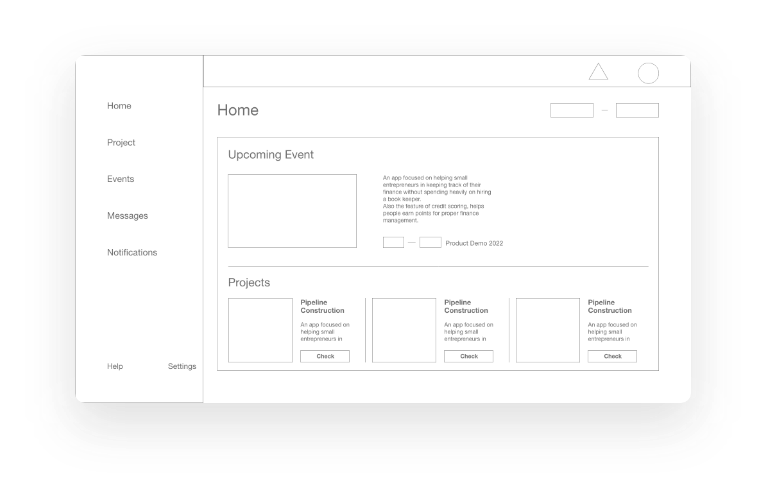 Home
Project
Events
Messages
Notifications
Help
Settings
Home
Upcoming Event
An app focused on helping small
entrepreneurs in keeping track of their
finance without spending heavily on hiring
a book keeper.
Also the feature of credit scoring, helps
people earn points for proper finance
management.
Product Demo 2022
Projects
Pipeline
Construction
An app focused on
helping small
entrepreneurs in
Check
Pipeline
Construction
An app focused on
helping small
entrepreneurs in
Check
Pipeline
Construction
An app focused on
helping small
entrepreneurs in
Check